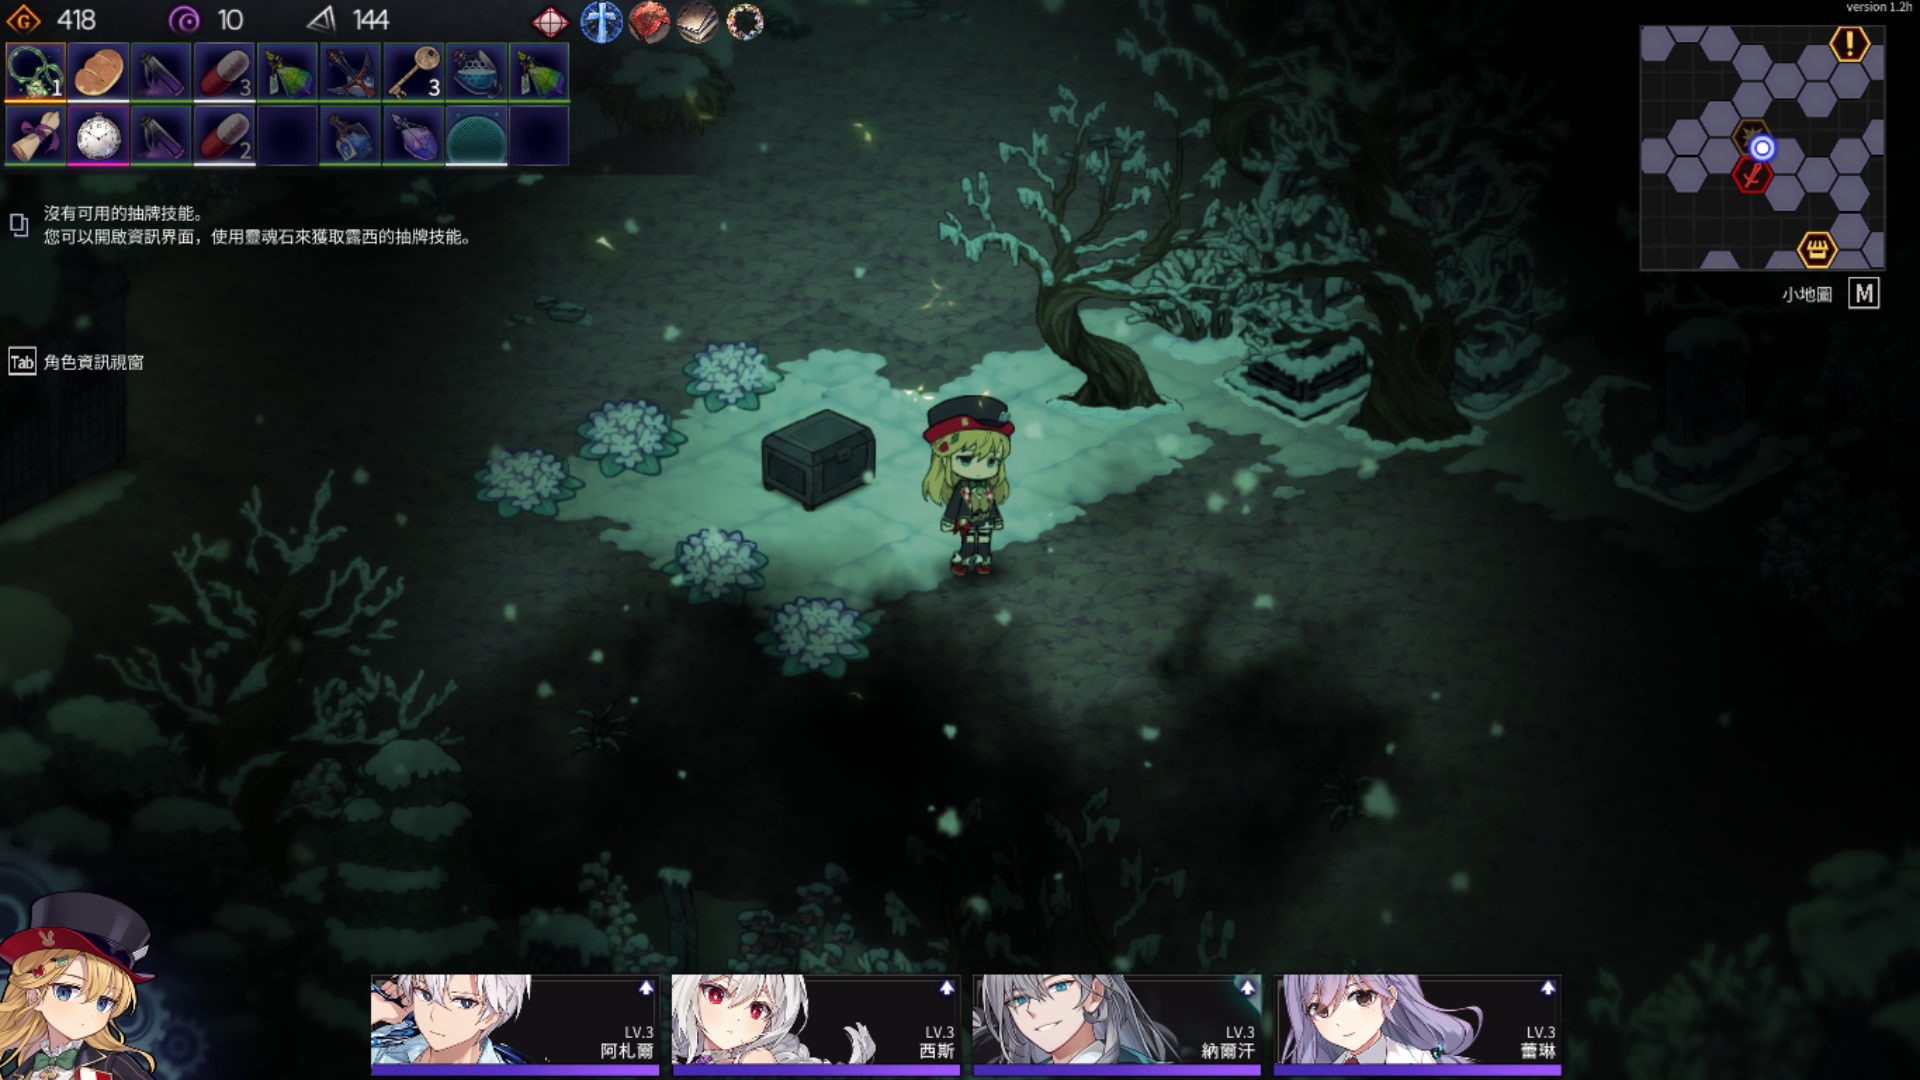 G 418
10
144
version 1.2h
1
3
3
2
沒有可用的抽牌技能。
您可以開啟資訊界面，使用靈魂石來獲取露西的抽牌技能。
小地圖 M
Tab 角色資訊視窗
LV.3
阿札爾
LV.3
西斯
LV.3
納爾汗
LV.3
蕾琳